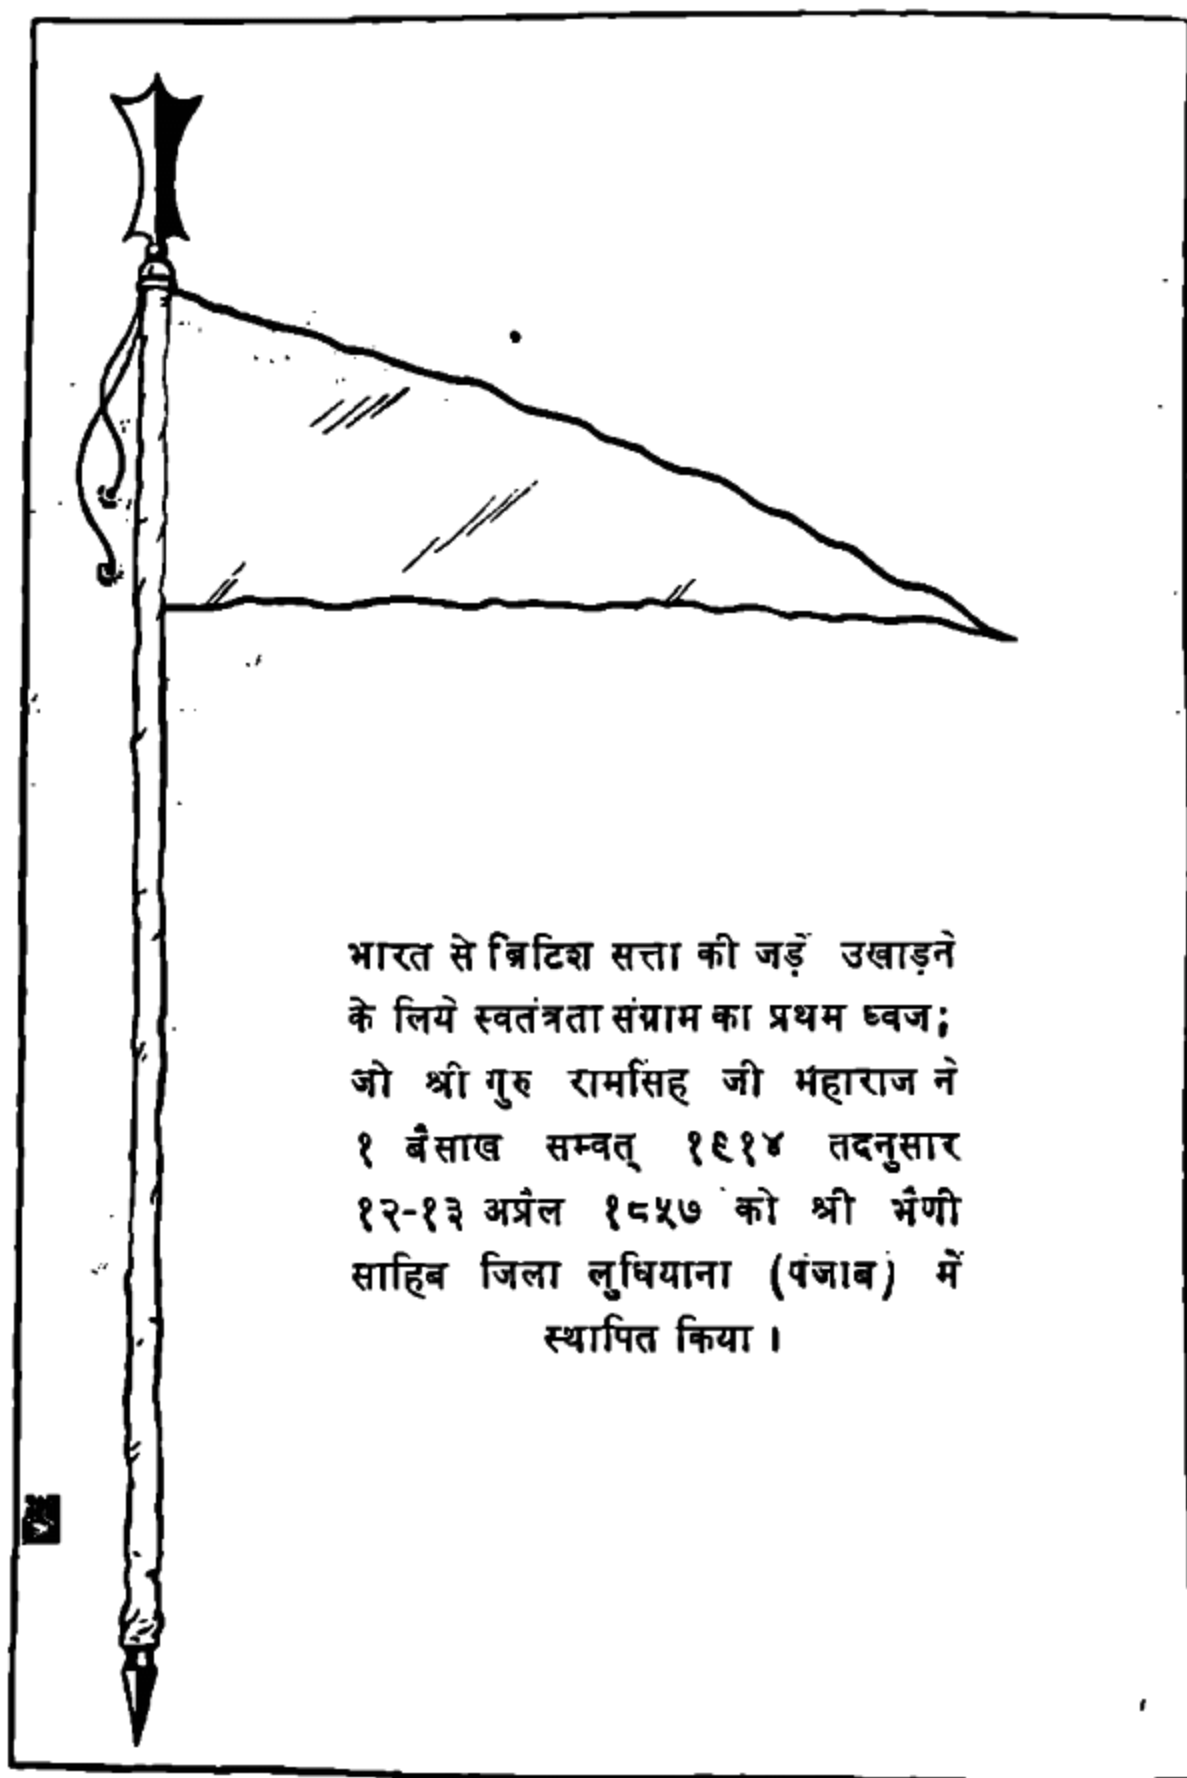 भारत से ब्रिटिश सत्ता की जड़ें उखाड़ने
के लिये स्वतंत्रता संग्राम का प्रथम ध्वज;
जो श्री गुरु रामसिंह जी महाराज ने
१ बैसाख सम्वत् १९१४ तदनुसार
१२-१३ अप्रैल १८५७ को श्री भैणी
साहिब जिला लुधियाना (पंजाब) में
स्थापित किया ।